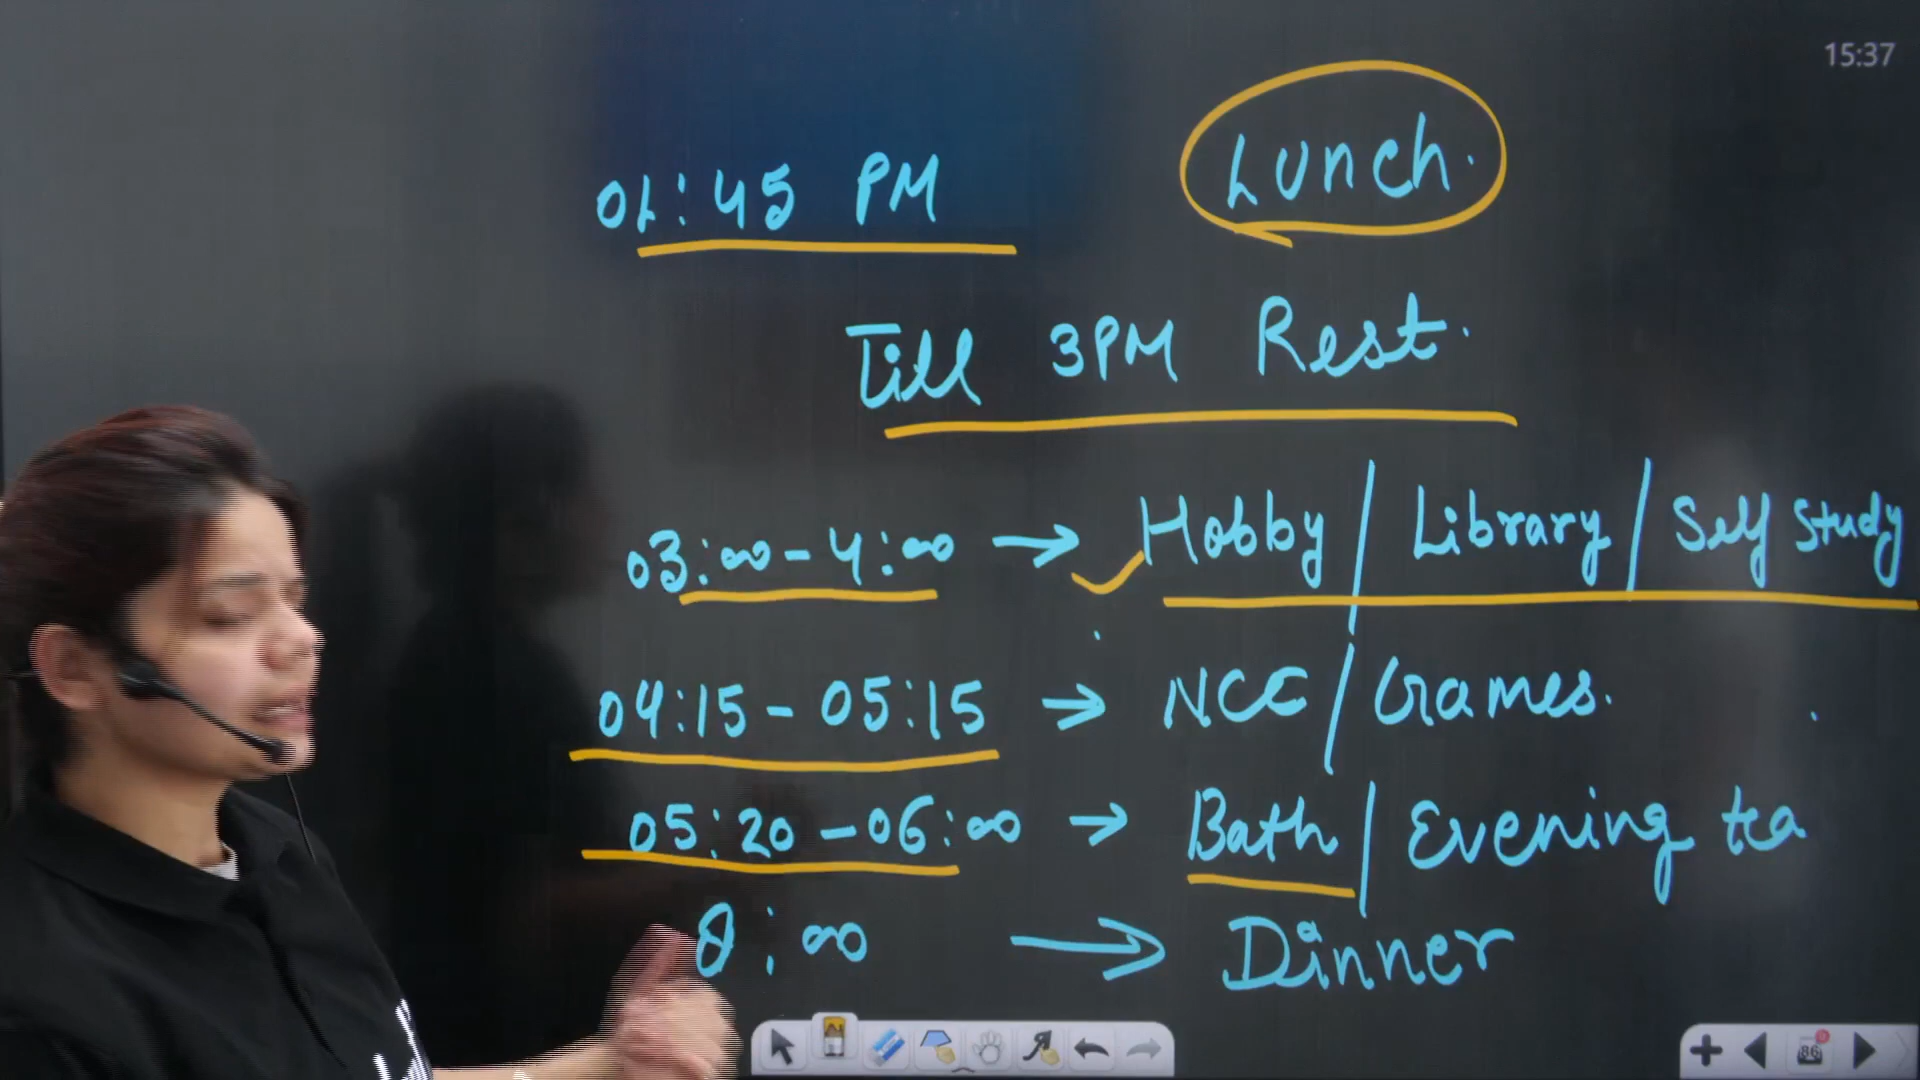 15:37
01:45 PM Lunch.
Till 3PM Rest.
03:00-4:00 → Hobby / Library / Self Study
04:15-05:15 → NCC / Games.
05:20-06:00 → Bath / Evening tea
8:00 → Dinner
86